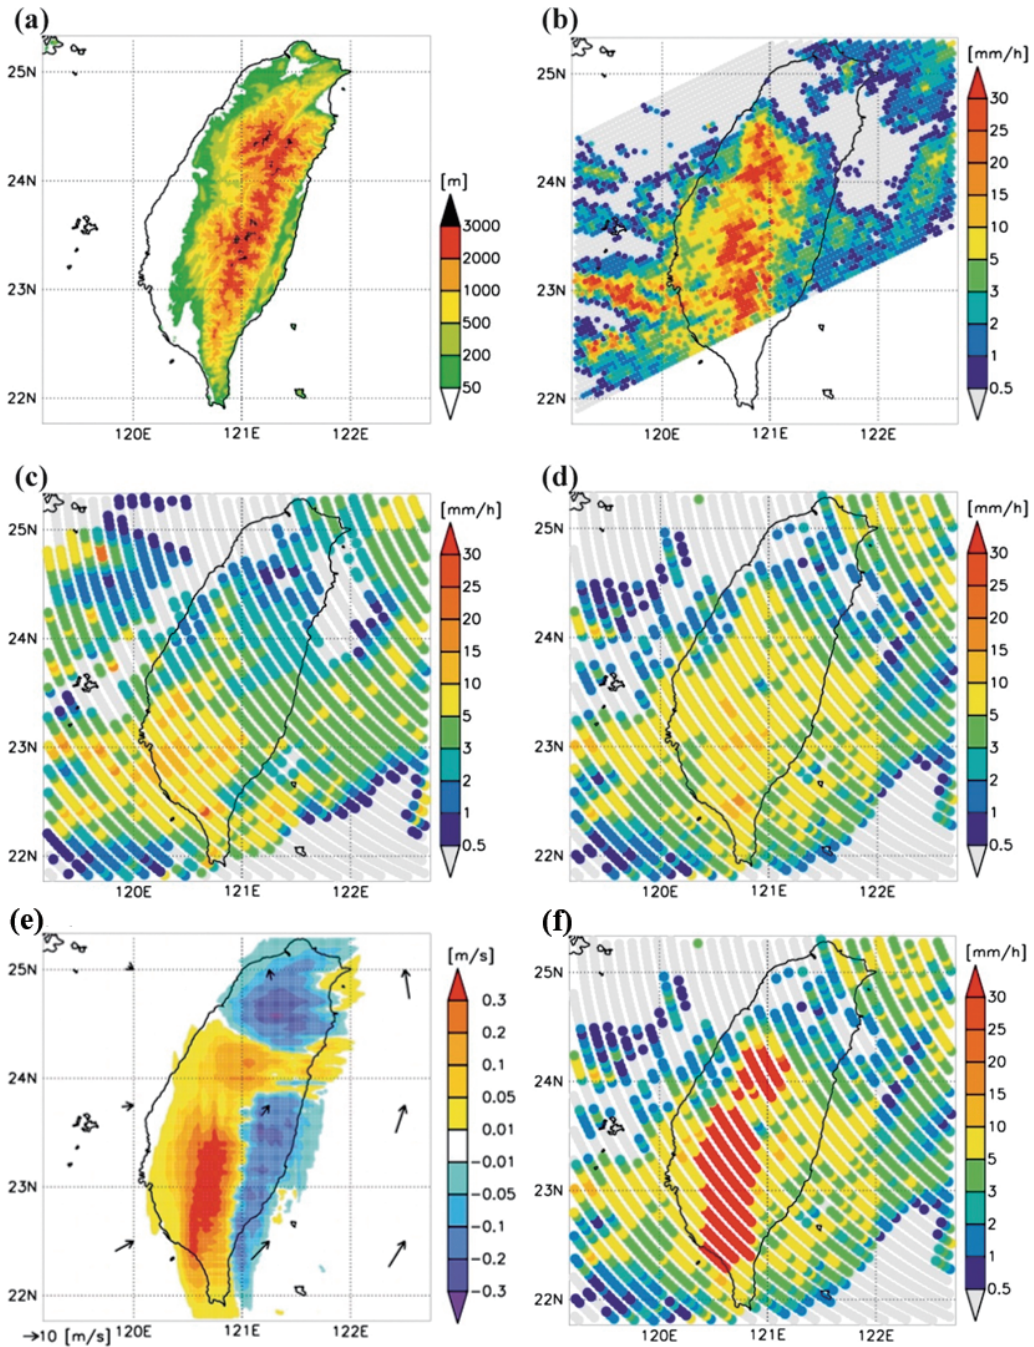 (a)
25N
24N
23N
22N
120E 121E 122E
[m]
3000
2000
1000
500
200
50
(b)
25N
24N
23N
22N
120E 121E 122E
[mm/h]
30
25
20
15
10
5
3
2
1
0.5
(c)
25N
24N
23N
22N
120E 121E 122E
[mm/h]
30
25
20
15
10
5
3
2
1
0.5
(d)
25N
24N
23N
22N
120E 121E 122E
[mm/h]
30
25
20
15
10
5
3
2
1
0.5
(e)
25N
24N
23N
22N
120E 121E 122E
10 [m/s]
[m/s]
0.3
0.2
0.1
0.05
0.01
−0.01
−0.05
−0.1
−0.2
−0.3
(f)
25N
24N
23N
22N
120E 121E 122E
[mm/h]
30
25
20
15
10
5
3
2
1
0.5